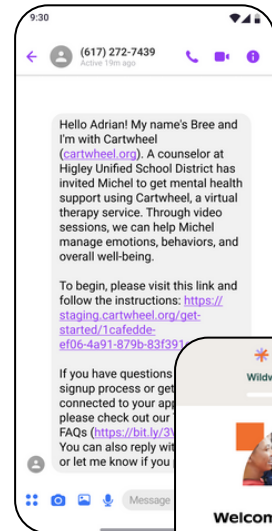 9:30
(617) 272-7439
Active 19m ago
Hello Adrian! My name's Bree and
I'm with Cartwheel
(cartwheel.org). A counselor at
Higley Unified School District has
invited Michel to get mental health
support using Cartwheel, a virtual
therapy service. Through video
sessions, we can help Michel
manage emotions, behaviors, and
overall well-being.
To begin, please visit this link and
follow the instructions: https://
staging.cartwheel.org/get-
started/1cafedde-
ef06-4a91-879b-83f391
If you have questions
signup process or get
connected to your
please check out our
FAQs (https://bit.ly/3
You can also reply
or let me know if you
Message
Welcom